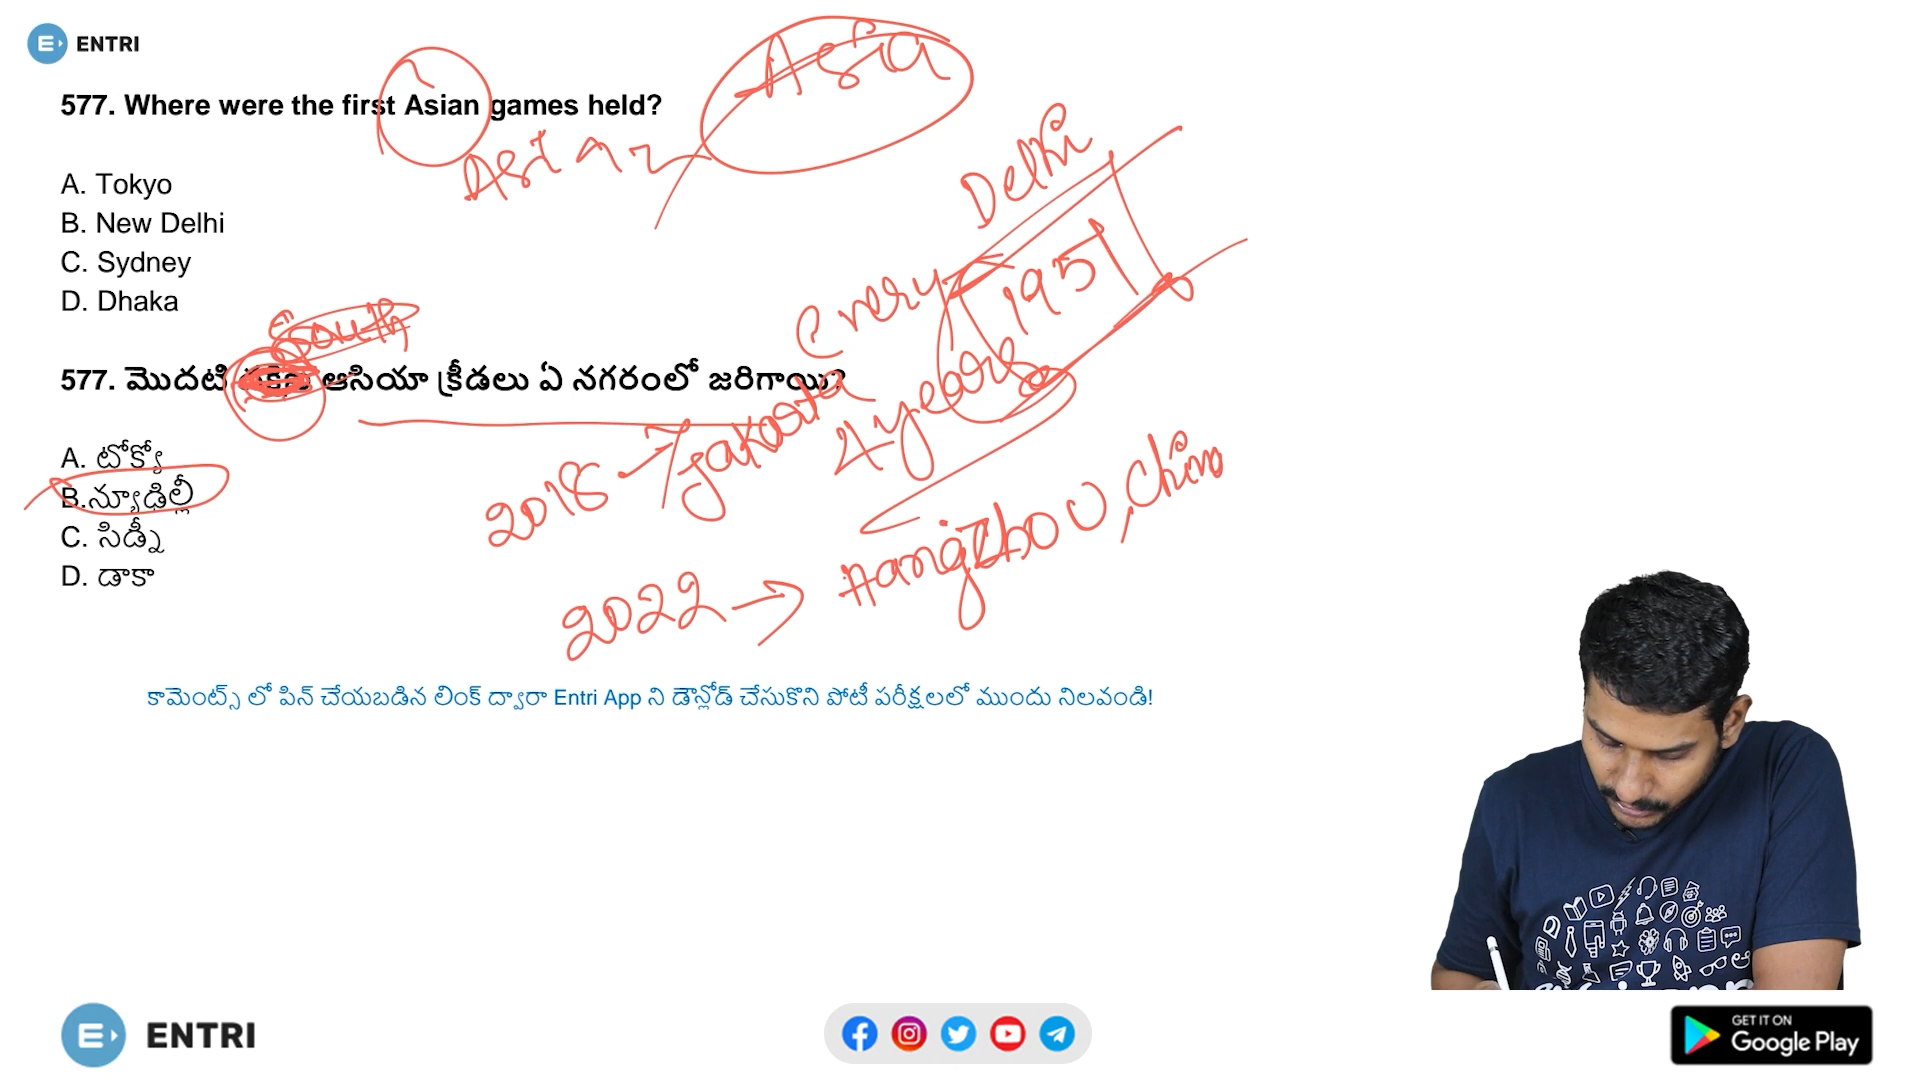 ENTRI
Asia
577. Where were the first Asian games held?
Asian
Delhi
A. Tokyo
B. New Delhi
C. Sydney
D. Dhaka
1951
every
4 years
South
577. మొదటి ఆసియా క్రీడలు ఏ నగరంలో జరిగాయి?
A. టోక్యో
B.న్యూఢిల్లీ
C. సిడ్నీ
D. డాకా
2018 → Jakarta
2022 → Hangzhou, China
కామెంట్స్ లో పిన్ చేయబడిన లింక్ ద్వారా Entri App ని డౌన్లోడ్ చేసుకొని పోటీ పరీక్షలలో ముందు నిలవండి!
ENTRI
GET IT ON
Google Play